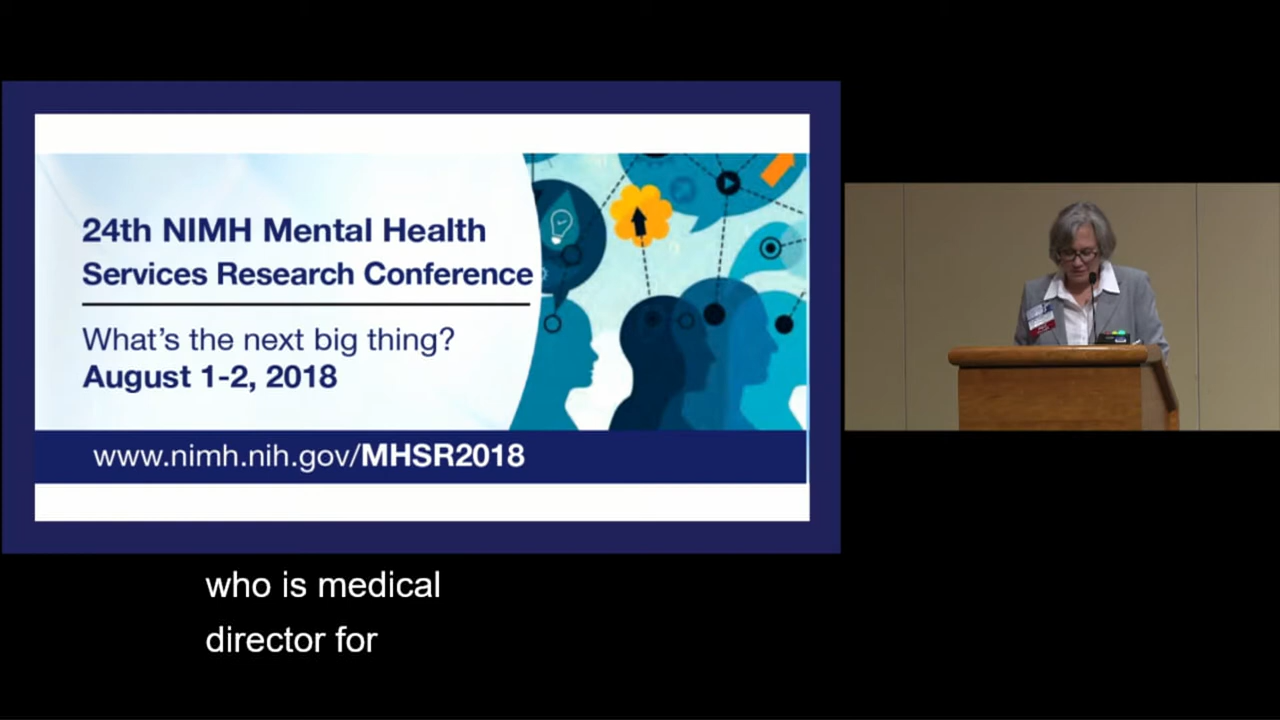 24th NIMH Mental Health
Services Research Conference
What's the next big thing?
August 1-2, 2018
www.nimh.nih.gov/MHSR2018
who is medical
director for